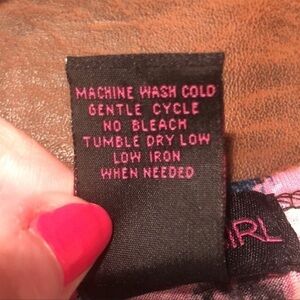 MACHINE WASH COLD
GENTLE CYCLE
NO BLEACH
TUMBLE DRY LOW
LOW IRON
WHEN NEEDED